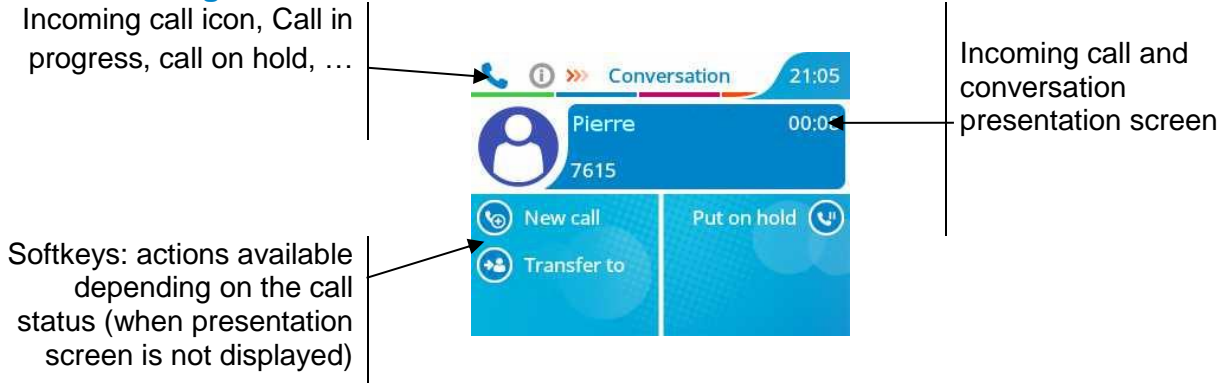 Incoming call icon, Call in
progress, call on hold, …
Conversation
21:05
Pierre
7615
New call
Transfer to
Put on hold
Incoming call and
conversation
presentation screen
Softkeys: actions available
depending on the call
status (when presentation
screen is not displayed)